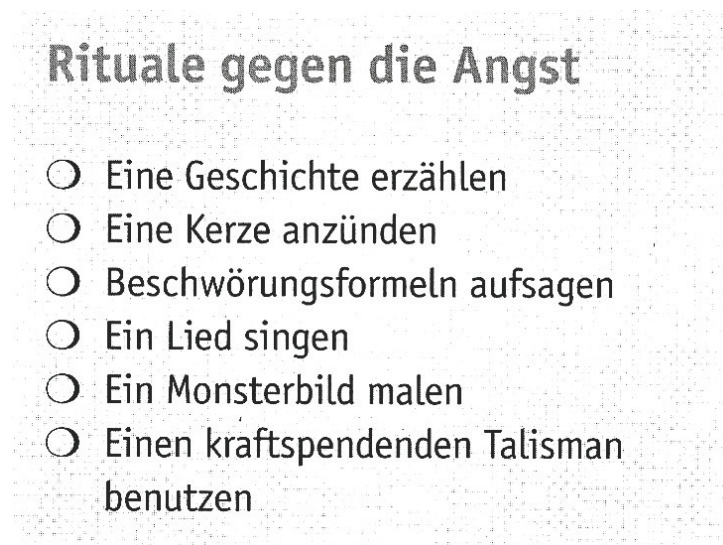 Rituale gegen die Angst
❍ Eine Geschichte erzählen
❍ Eine Kerze anzünden
❍ Beschwörungsformeln aufsagen
❍ Ein Lied singen
❍ Ein Monsterbild malen
❍ Einen kraftspendenden Talisman
benutzen